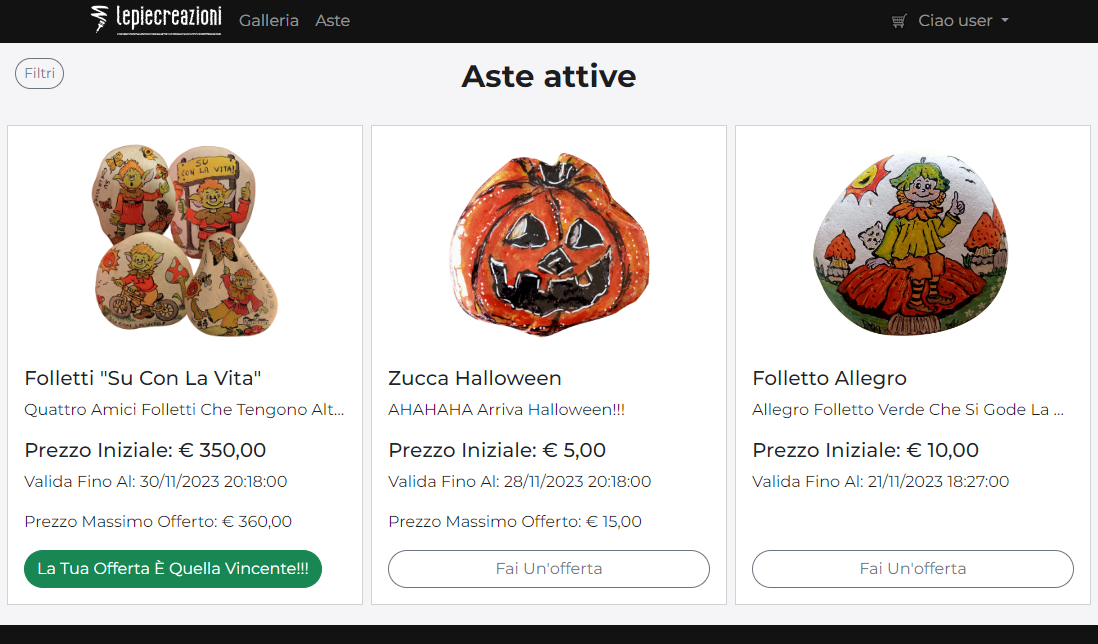 lepiecreazioni Galleria Aste Ciao user
Filtri
Aste attive
SU
CON LA VITA!
Folletti "Su Con La Vita"
Quattro Amici Folletti Che Tengono Alt...
Prezzo Iniziale: € 350,00
Valida Fino Al: 30/11/2023 20:18:00
Prezzo Massimo Offerto: € 360,00
La Tua Offerta È Quella Vincente!!!
Zucca Halloween
AHAHAHA Arriva Halloween!!!
Prezzo Iniziale: € 5,00
Valida Fino Al: 28/11/2023 20:18:00
Prezzo Massimo Offerto: € 15,00
Fai Un'offerta
Folletto Allegro
Allegro Folletto Verde Che Si Gode La ...
Prezzo Iniziale: € 10,00
Valida Fino Al: 21/11/2023 18:27:00
Fai Un'offerta